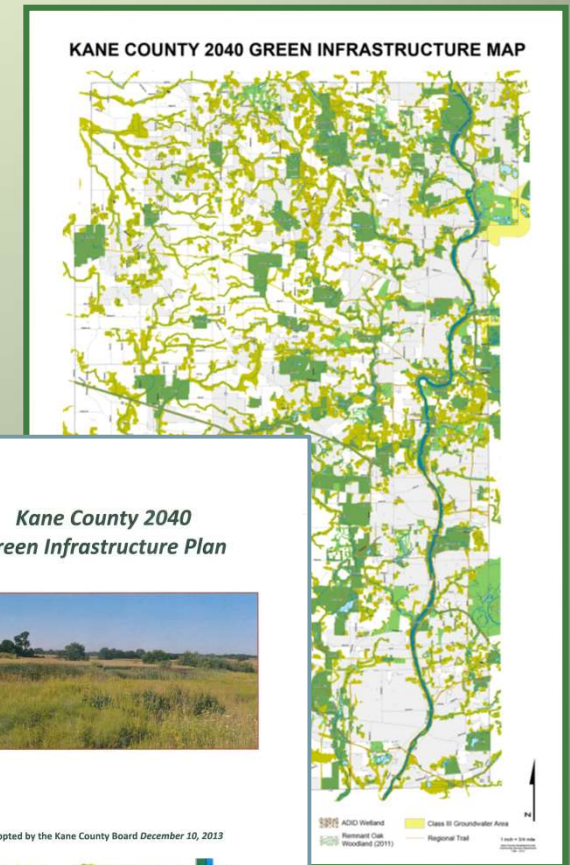 KANE COUNTY 2040 GREEN INFRASTRUCTURE MAP
Kane County 2040
reen Infrastructure Plan
opted by the Kane County Board December 10, 2013
ADID Wetland
Remnant Oak
Woodland (2011)
Class III Groundwater Area
Regional Trail
N